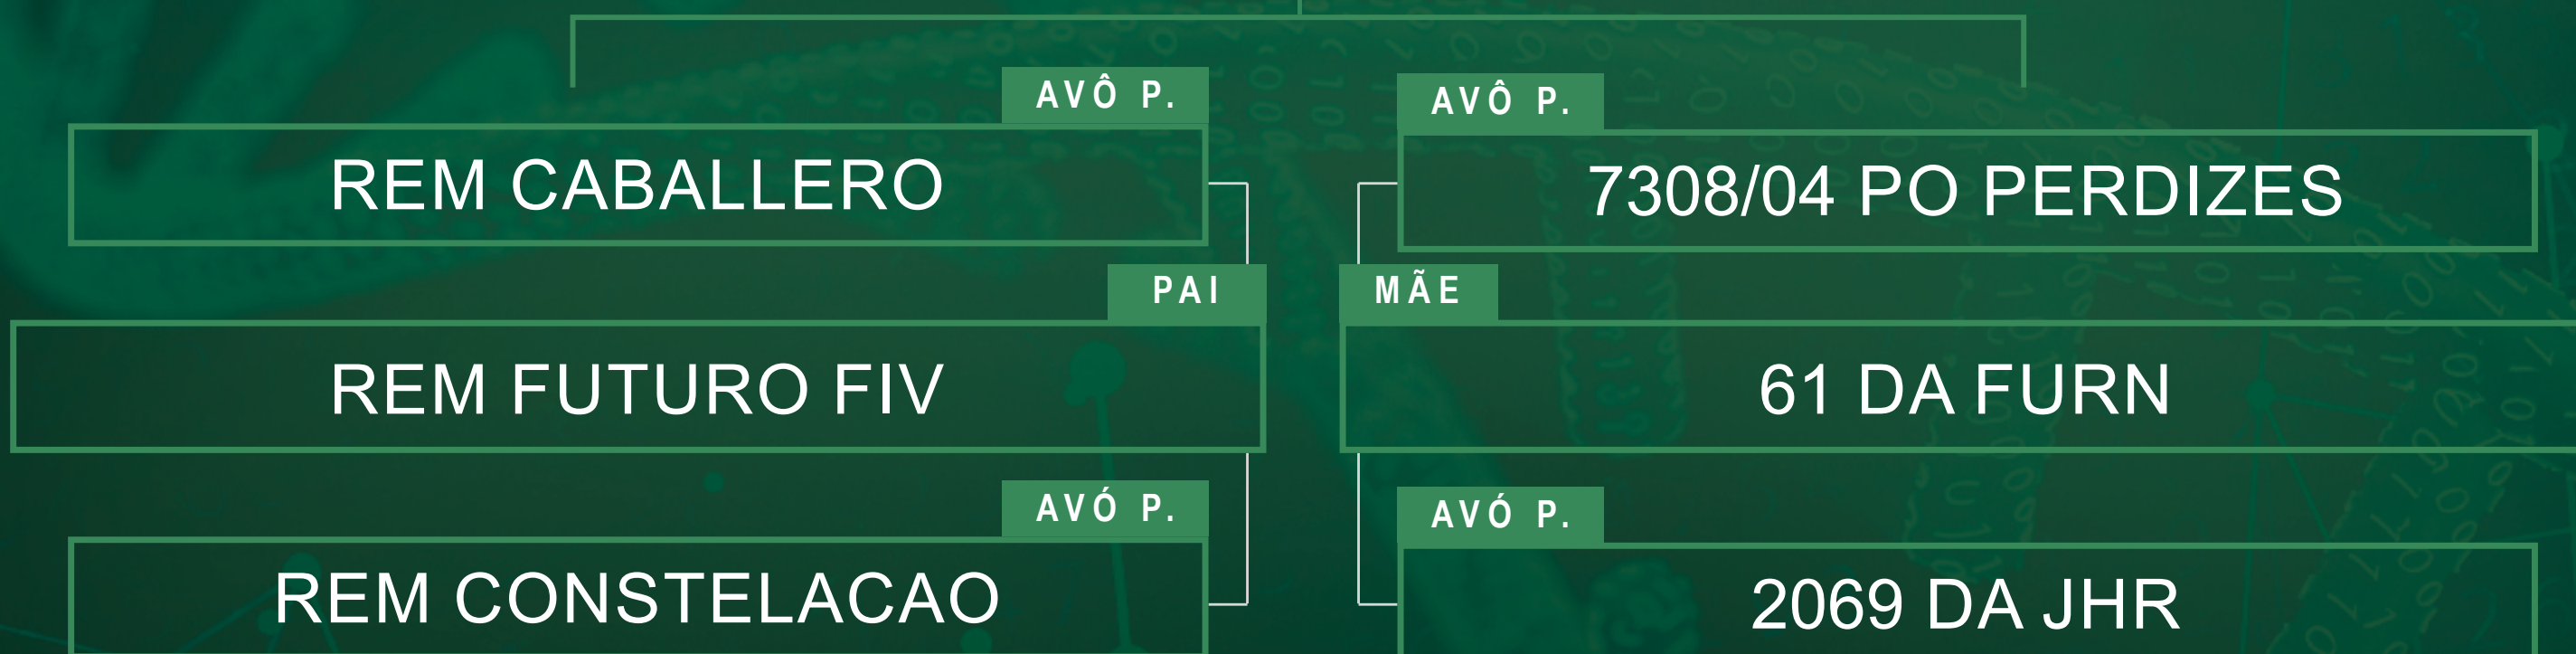 AVÔ P.
REM CABALLERO
PAI
REM FUTURO FIV
AVÓ P.
REM CONSTELACAO
AVÔ P.
7308/04 PO PERDIZES
MÃE
61 DA FURN
AVÓ P.
2069 DA JHR